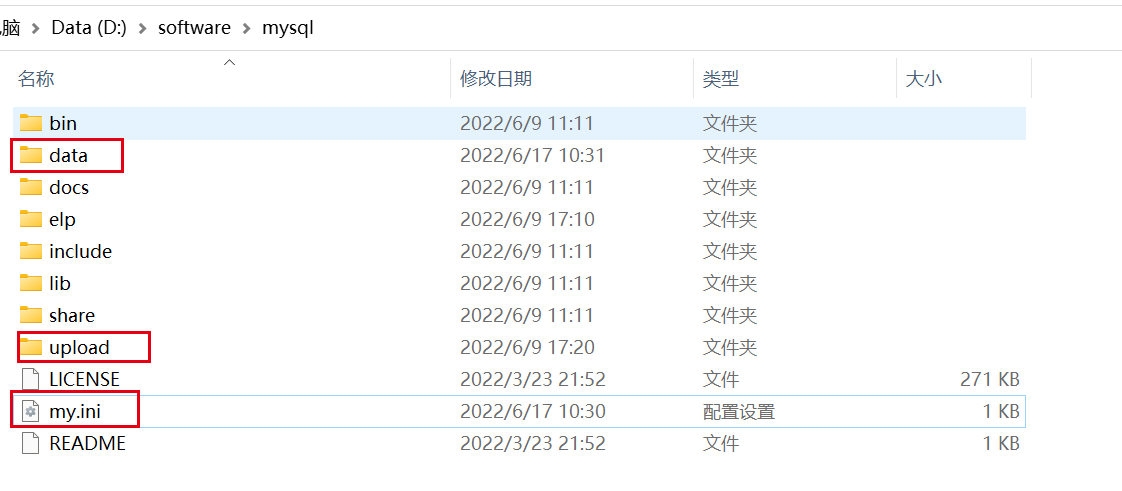 脑 > Data (D:) > software > mysql
名称 修改日期 类型 大小
bin 2022/6/9 11:11 文件夹
data 2022/6/17 10:31 文件夹
docs 2022/6/9 11:11 文件夹
elp 2022/6/9 17:10 文件夹
include 2022/6/9 11:11 文件夹
lib 2022/6/9 11:11 文件夹
share 2022/6/9 11:11 文件夹
upload 2022/6/9 17:20 文件夹
LICENSE 2022/3/23 21:52 文件 271 KB
my.ini 2022/6/17 10:30 配置设置 1 KB
README 2022/3/23 21:52 文件 1 KB